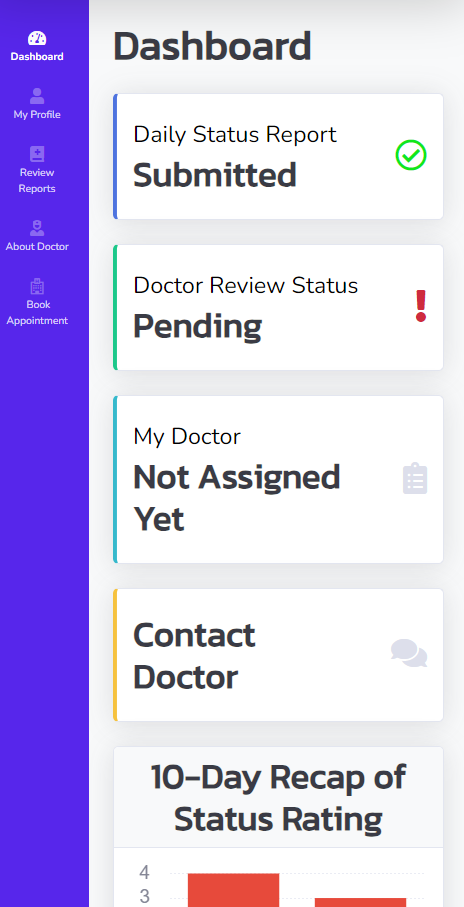 Dashboard
My Profile
Review
Reports
About Doctor
Book
Appointment
Dashboard
Daily Status Report
Submitted
Doctor Review Status
Pending
My Doctor
Not Assigned
Yet
Contact
Doctor
10-Day Recap of
Status Rating
4
3